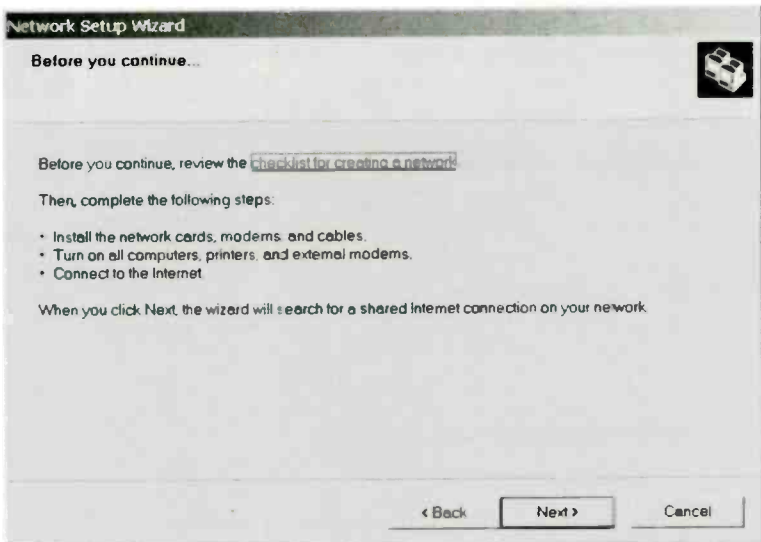 Network Setup Wizard
Before you continue...
Before you continue, review the checklist for creating a network.
Then, complete the following steps:
• Install the network cards, modems, and cables.
• Turn on all computers, printers, and external modems.
• Connect to the Internet.
When you click Next, the wizard will search for a shared Internet connection on your network.
< Back
Next >
Cancel